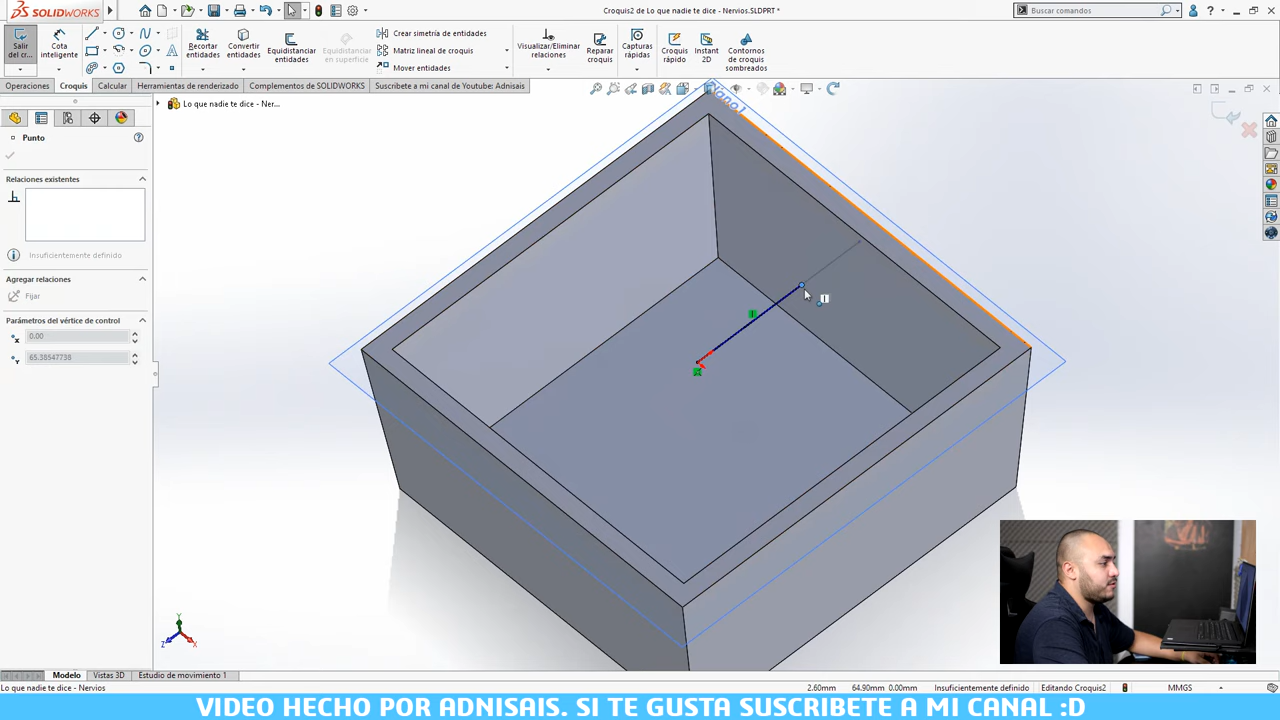 SOLIDWORKS
Croquis2 de Lo que nadie te dice - Nervios.SLDPRT *
Buscar comandos
Salir del cr...
Cota inteligente
Recortar entidades
Convertir entidades
Equidistancias
Equidistancias en superficie
Crear simetría de entidades
Matriz lineal de croquis
Mover entidades
Visualizar/Eliminar relaciones
Reparar croquis
Capturas rápidas
Croquis rápido
Instant 2D
Contornos de croquis sombreados
Operaciones
Croquis
Calcular
Herramientas de renderizado
Complementos de SOLIDWORKS
Suscribete a mi canal de Youtube: Adnisais
Lo que nadie te dice - Ner...
Punto
Relaciones existentes
Insuficientemente definido
Agregar relaciones
Fijar
Parámetros del vértice de control
0.00
65.38547738
Y
Z
X
Modelo
Vistas 3D
Estudio de movimiento 1
Lo que nadie te dice - Nervios
2.60mm
64.90mm
0.00mm
Insuficientemente definido
Editando Croquis2
MMGS
VIDEO HECHO POR ADNISAIS. SI TE GUSTA SUSCRIBETE A MI CANAL :D